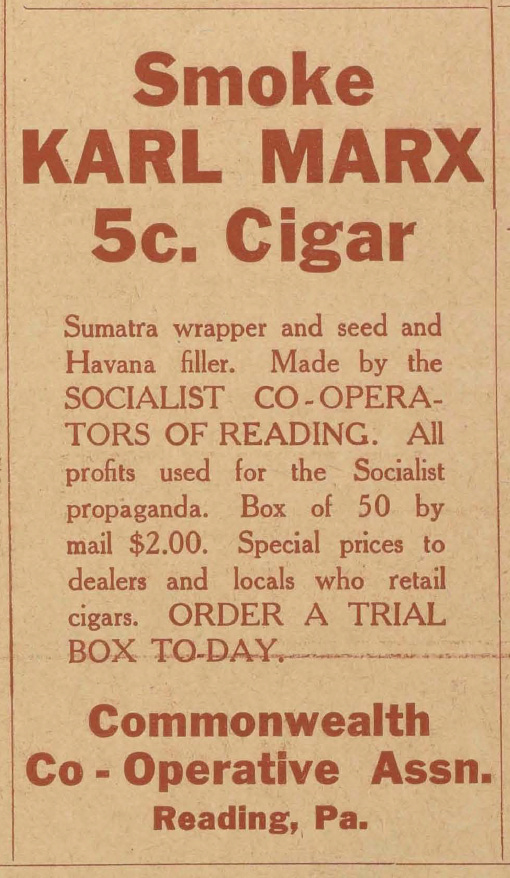 Smoke
KARL MARX
5c. Cigar
Sumatra wrapper and seed and
Havana filler. Made by the
SOCIALIST CO-OPERA-
TORS OF READING. All
profits used for the Socialist
propaganda. Box of 50 by
mail $2.00. Special prices to
dealers and locals who retail
cigars. ORDER A TRIAL
BOX TO-DAY.
Commonwealth
Co-Operative Assn.
Reading, Pa.